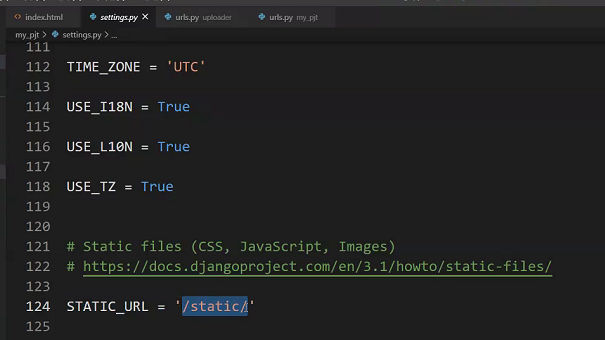 index.html settings.py urls.py uploader urls.py my_pjt
my_pjt > settings.py > ...
111
112 TIME_ZONE = 'UTC'
113
114 USE_I18N = True
115
116 USE_L10N = True
117
118 USE_TZ = True
119
120
121 # Static files (CSS, JavaScript, Images)
122 # https://docs.djangoproject.com/en/3.1/howto/static-files/
123
124 STATIC_URL = '/static/'
125